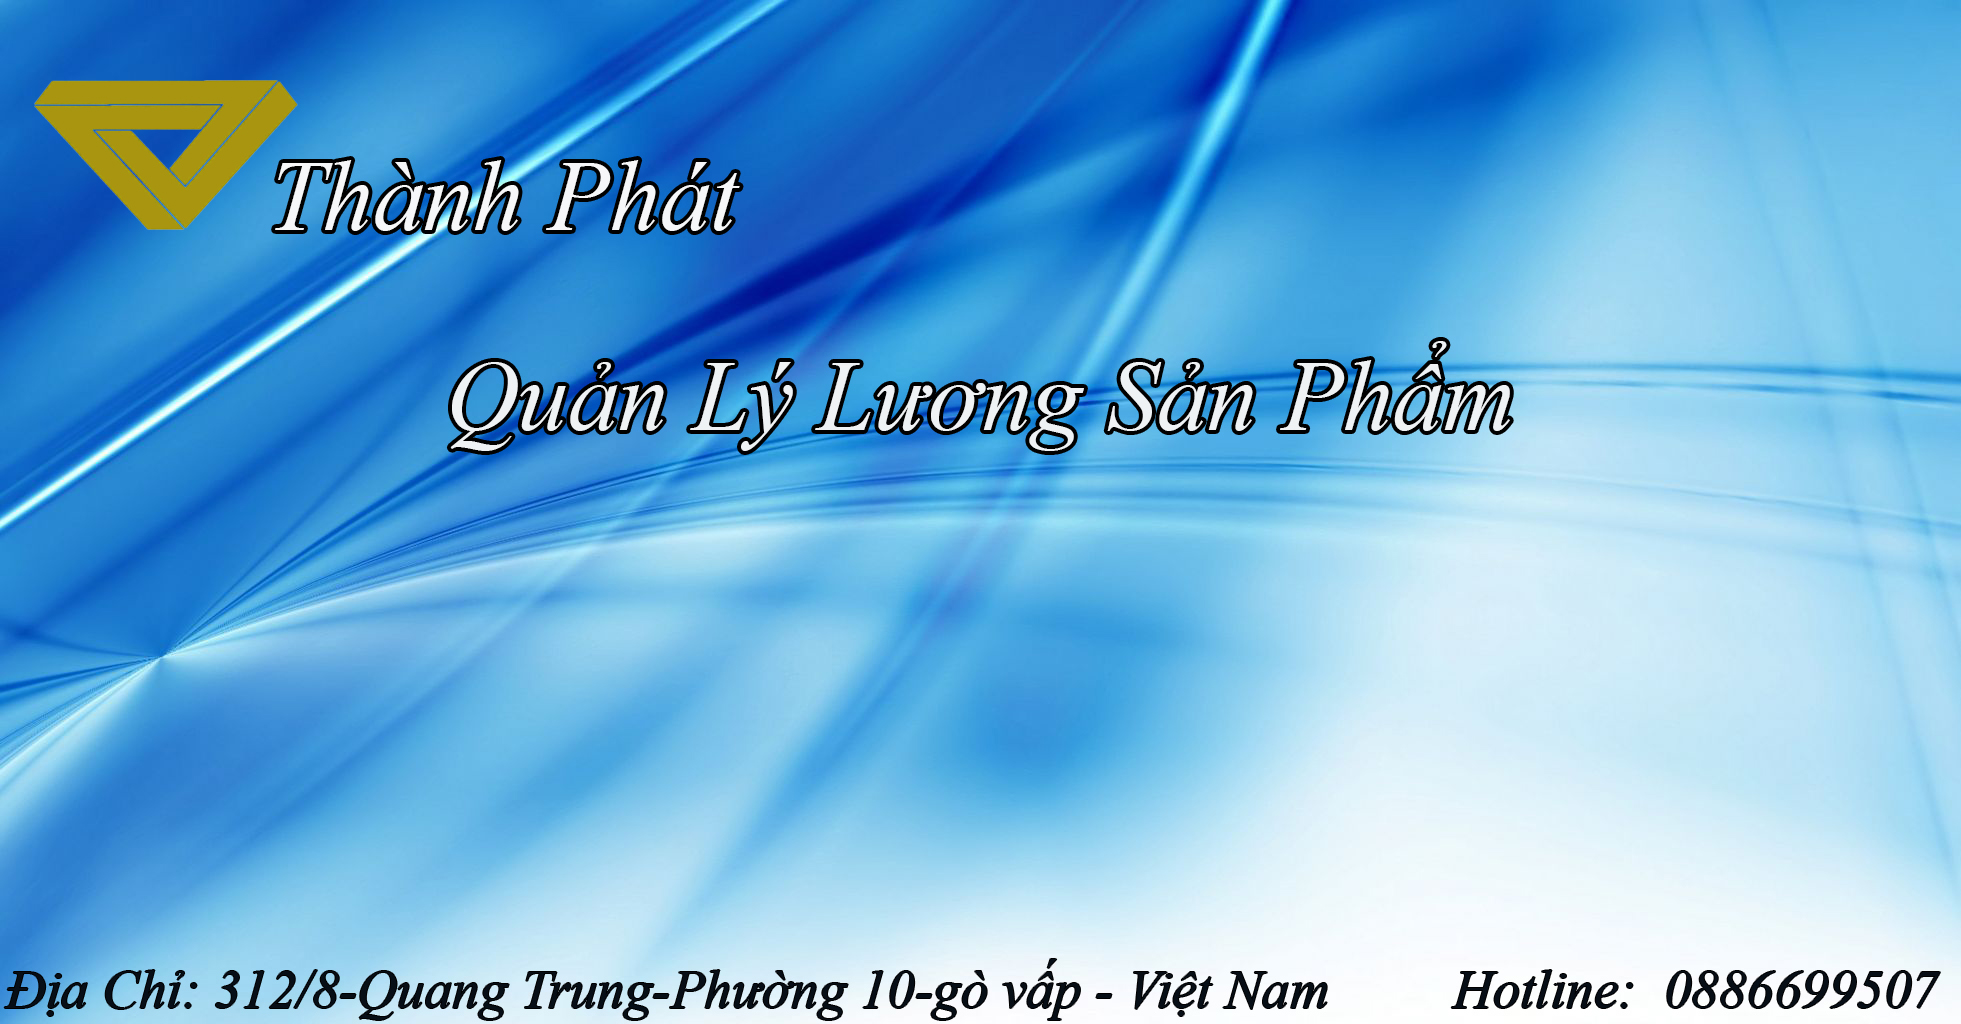 Thành Phát
Quản Lý Lương Sản Phẩm
Địa Chỉ: 312/8-Quang Trung-Phường 10-gò vấp - Việt Nam Hotline: 0886699507